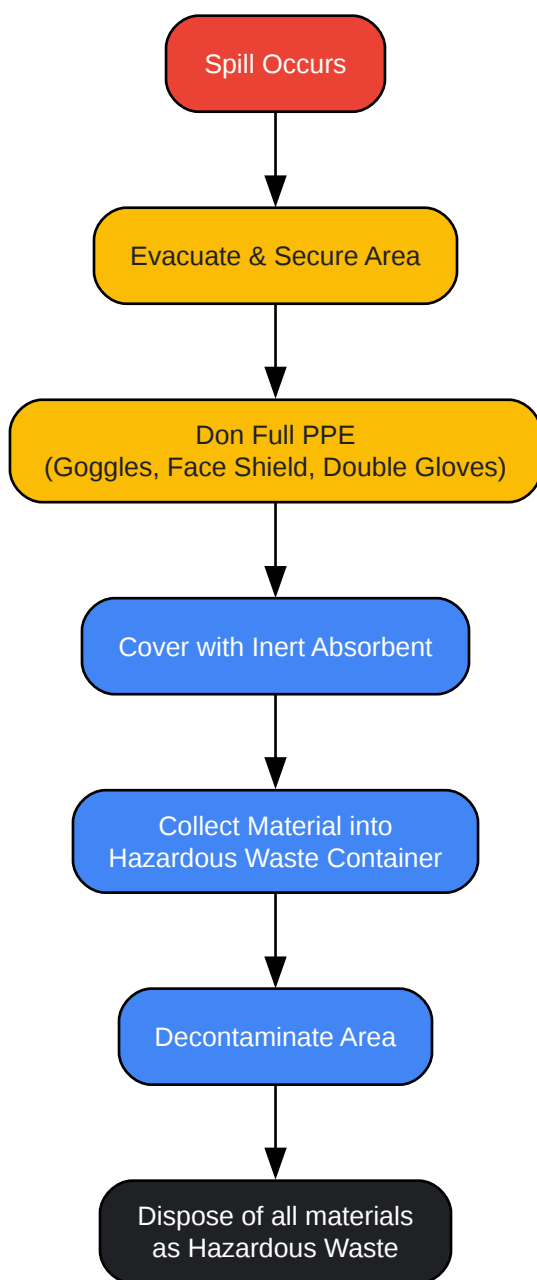 Spill Occurs
Evacuate & Secure Area
Don Full PPE
(Goggles, Face Shield, Double Gloves)
Cover with Inert Absorbent
Collect Material into
Hazardous Waste Container
Decontaminate Area
Dispose of all materials
as Hazardous Waste